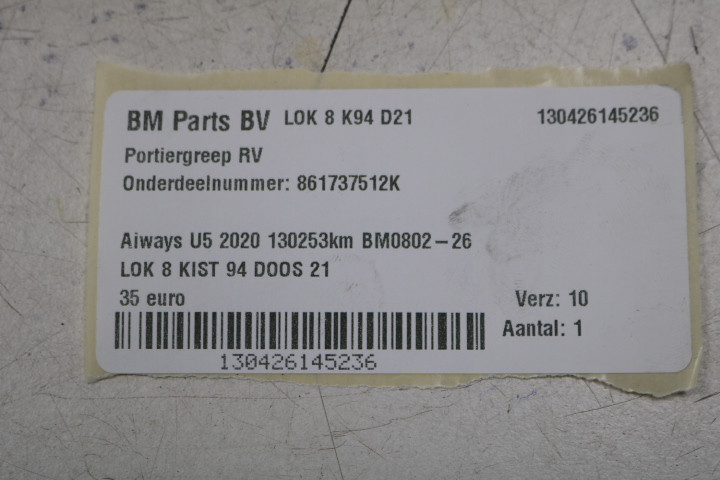 BM Parts BV LOK 8 K94 D21 130426145236
Portiergreep RV
Onderdeelnummer: 861737512K
Aiways U5 2020 130253km BM0802-26
LOK 8 KIST 94 DOOS 21
35 euro Verz: 10
Aantal: 1
130426145236